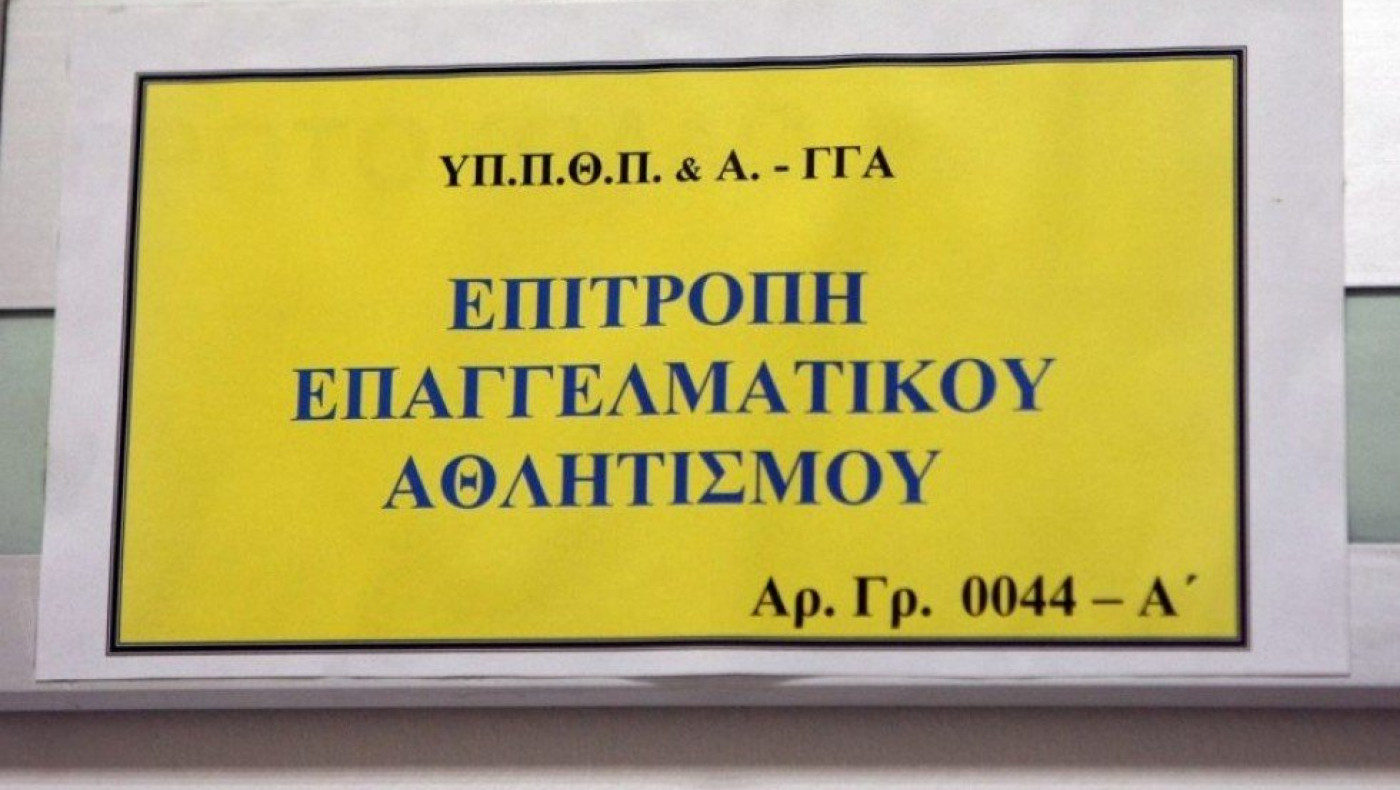 ΥΠ.Π.Θ.Π. & Α. - ΓΓΑ
ΕΠΙΤΡΟΠΗ
ΕΠΑΓΓΕΛΜΑΤΙΚΟΥ
ΑΘΛΗΤΙΣΜΟΥ
Αρ. Γρ. 0044 – Α΄